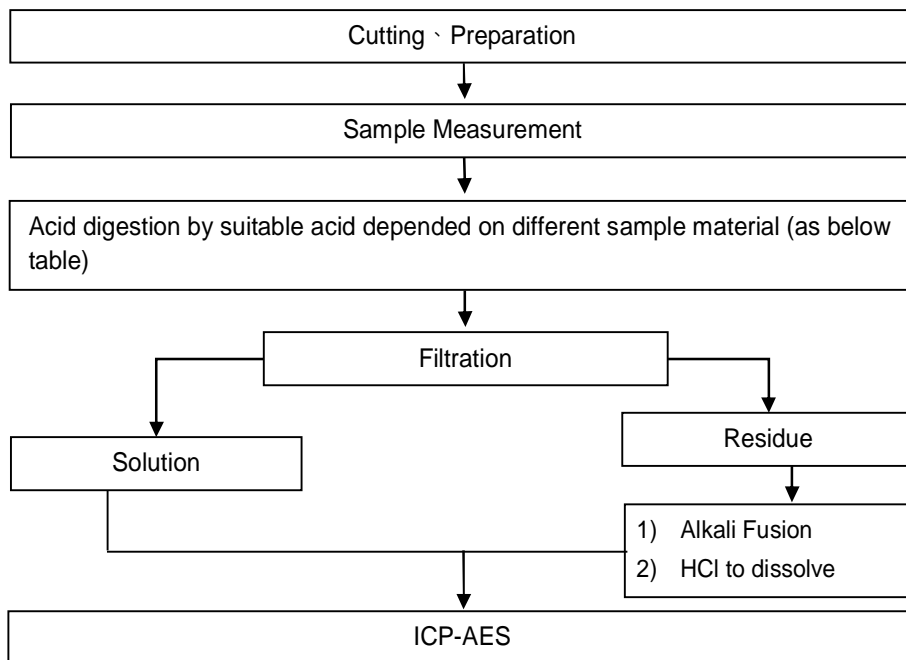 Cutting、Preparation
Sample Measurement
Acid digestion by suitable acid depended on different sample material (as below
table)
Filtration
Solution
Residue
1) Alkali Fusion
2) HCl to dissolve
ICP-AES